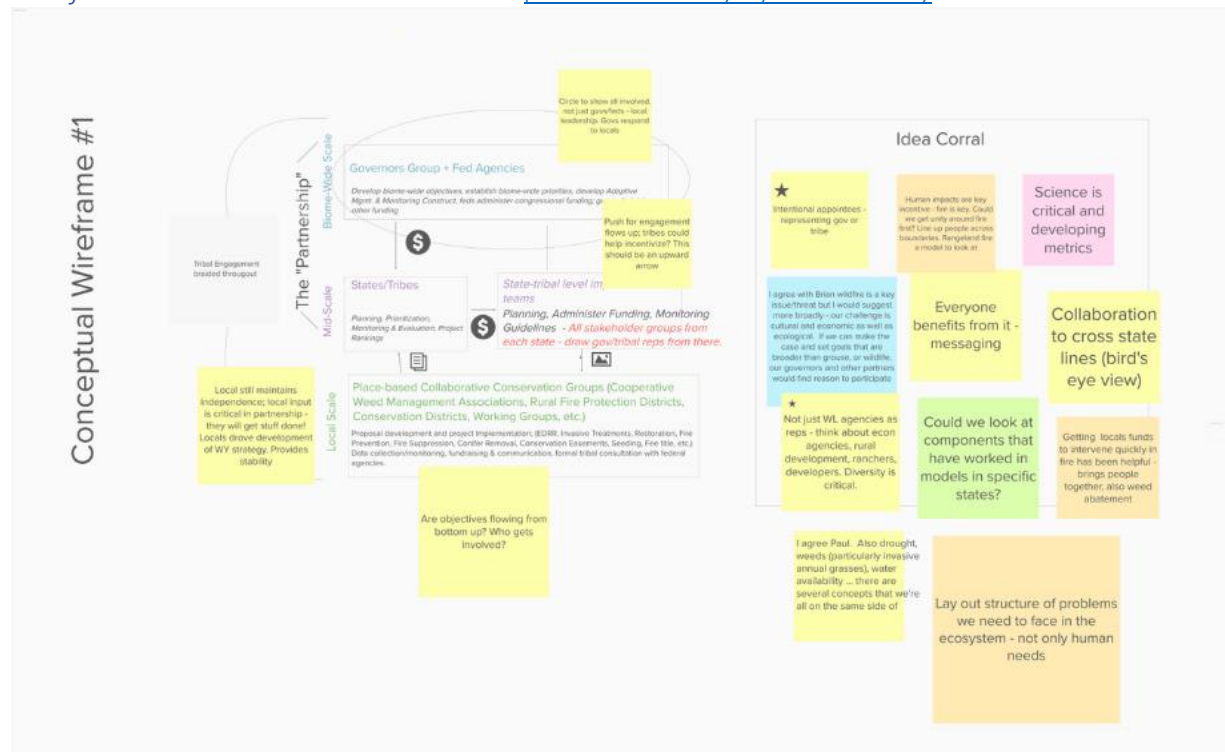 Conceptual Wireframe #1
The "Partnership"
Biome-Wide Scale
Mid-Scale
Local Scale
Tribal Engagement
braided througout
Circle to show all involved,
not just govs/feds - local
leadership. Govs respond
to locals
Governors Group + Fed Agencies
Develop biome-wide objectives, establish biome-wide priorities, develop Adaptive
Mgmt. & Monitoring Construct, feds administer congressional funding;
other funding
Push for engagement
flows up; tribes could
help incentivize? This
should be an upward
arrow
$
States/Tribes
Planning, Prioritization,
Monitoring & Evaluation, Project
Rankings
$
State-tribal level
teams
Planning, Administer Funding, Monitoring
Guidelines - All stakeholder groups from
each state - draw gov/tribal reps from there.
Local still maintains
independence; local input
is critical in partnership -
they will get stuff done!
Locals drove development
of WY strategy. Provides
stability
Place-based Collaborative Conservation Groups (Cooperative
Weed Management Associations, Rural Fire Protection Districts,
Conservation Districts, Working Groups, etc.)
Proposal development and project implementation; (EDRR, Invasive Treatments, Restoration, Fire
Prevention, Fire Suppression, Conifer Removal, Conservation Easements, Seeding, Fire title, etc.)
Data collection/monitoring, fundraising & communication, formal tribal consultation with federal
agencies.
Are objectives flowing from
bottom up? Who gets
involved?
Idea Corral
Intentional appointees -
representing gov or
tribe
Human impacts are key
incentive - fire is key. Could
we get unity around fire
first? Line up people across
boundaries. Rangeland fire
a model to look at
Science is
critical and
developing
metrics
I agree with Brian wildfire is a key
issue/threat but I would suggest
more broadly - our challenge is
cultural and economic as well as
ecological. If we can make the
case and set goals that are
broader than grouse, or wildlife,
our governors and other partners
would find reason to participate
Everyone
benefits from it -
messaging
Collaboration
to cross state
lines (bird's
eye view)
Not just WL agencies as
reps - think about econ
agencies, rural
development, ranchers,
developers. Diversity is
critical.
Could we look at
components that
have worked in
models in specific
states?
Getting locals funds
to intervene quickly in
fire has been helpful -
brings people
together, also weed
abatement
I agree Paul. Also drought,
weeds (particularly invasive
annual grasses), water
availability ... there are
several concepts that we're
all on the same side of
Lay out structure of problems
we need to face in the
ecosystem - not only human
needs